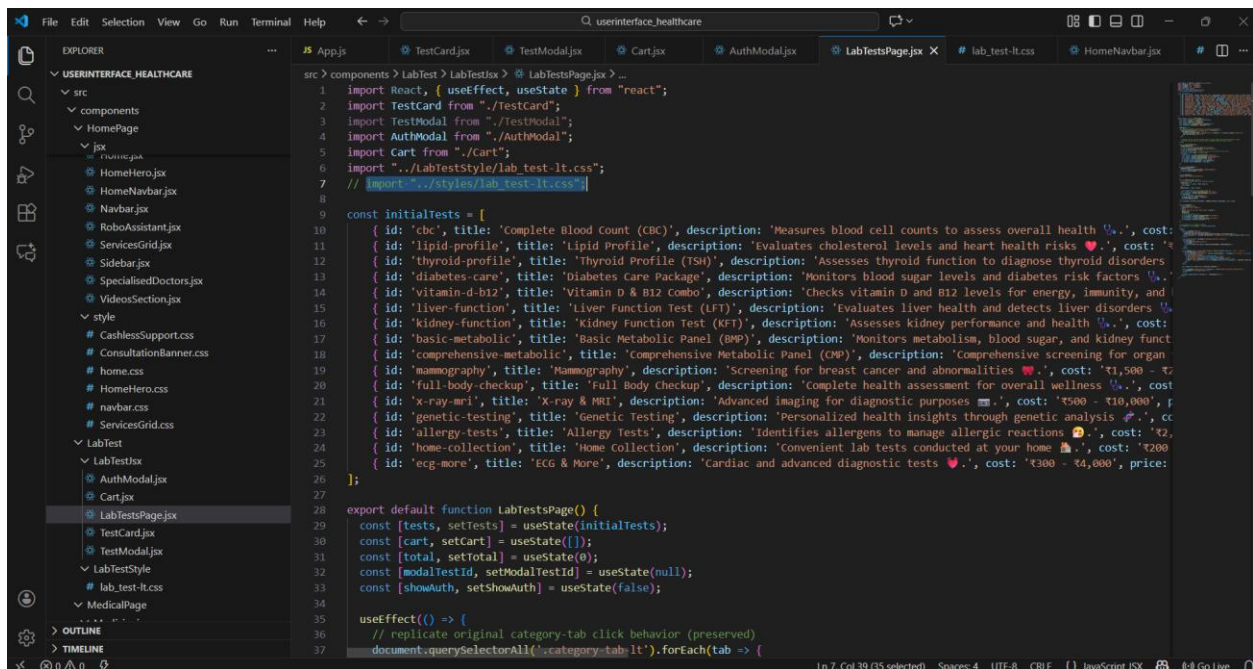 File Edit Selection View Go Run Terminal Help
userinterface_healthcare
EXPLORER
USERINTERFACE_HEALTHCARE
src
components
HomePage
jsx
HomeHero.jsx
HomeNavbar.jsx
Navbar.jsx
RoboAssistant.jsx
ServicesGrid.jsx
Sidebar.jsx
SpecialisedDoctors.jsx
VideosSection.jsx
style
# CashlessSupport.css
# ConsultationBanner.css
# home.css
# HomeHero.css
# navbar.css
# ServicesGrid.css
LabTest
LabTestJsx
AuthModal.jsx
Cart.jsx
LabTestsPage.jsx
TestCard.jsx
TestModal.jsx
LabTestStyle
# lab_test-lt.css
MedicalPage
OUTLINE
TIMELINE
JS App.js TestCard.jsx TestModal.jsx Cart.jsx AuthModal.jsx LabTestsPage.jsx # lab_test-lt.css HomeNavbar.jsx #
src > components > LabTest > LabTestJsx > LabTestsPage.jsx > ...
1 import React, { useEffect, useState } from "react";
2 import TestCard from "./TestCard";
3 import TestModal from "./TestModal";
4 import AuthModal from "./AuthModal";
5 import Cart from "./Cart";
6 import "../LabTestStyle/lab_test-lt.css";
7 // import "../styles/lab_test-lt.css";
8
9 const initialTests = [
10 { id: 'cbc', title: 'Complete Blood Count (CBC)', description: 'Measures blood cell counts to assess overall health 🩺.', cost:
11 { id: 'lipid-profile', title: 'Lipid Profile', description: 'Evaluates cholesterol levels and heart health risks ❤️.', cost: '₹
12 { id: 'thyroid-profile', title: 'Thyroid Profile (TSH)', description: 'Assesses thyroid function to diagnose thyroid disorders
13 { id: 'diabetes-care', title: 'Diabetes Care Package', description: 'Monitors blood sugar levels and diabetes risk factors 🩺.'
14 { id: 'vitamin-d-b12', title: 'Vitamin D & B12 Combo', description: 'Checks vitamin D and B12 levels for energy, immunity, and
15 { id: 'liver-function', title: 'Liver Function Test (LFT)', description: 'Evaluates liver health and detects liver disorders 🩺
16 { id: 'kidney-function', title: 'Kidney Function Test (KFT)', description: 'Assesses kidney performance and health 🩺.', cost:
17 { id: 'basic-metabolic', title: 'Basic Metabolic Panel (BMP)', description: 'Monitors metabolism, blood sugar, and kidney funct
18 { id: 'comprehensive-metabolic', title: 'Comprehensive Metabolic Panel (CMP)', description: 'Comprehensive screening for organ
19 { id: 'mammography', title: 'Mammography', description: 'Screening for breast cancer and abnormalities 🎀.', cost: '₹1,500 - ₹2
20 { id: 'full-body-checkup', title: 'Full Body Checkup', description: 'Complete health assessment for overall wellness 🩺.', cost
21 { id: 'x-ray-mri', title: 'X-ray & MRI', description: 'Advanced imaging for diagnostic purposes 📷.', cost: '₹500 - ₹10,000', p
22 { id: 'genetic-testing', title: 'Genetic Testing', description: 'Personalized health insights through genetic analysis 🧬.', co
23 { id: 'allergy-tests', title: 'Allergy Tests', description: 'Identifies allergens to manage allergic reactions 🤧.', cost: '₹2,
24 { id: 'home-collection', title: 'Home Collection', description: 'Convenient lab tests conducted at your home 🏠.', cost: '₹200
25 { id: 'ecg-more', title: 'ECG & More', description: 'Cardiac and advanced diagnostic tests 💓.', cost: '₹300 - ₹4,000', price:
26 ];
27
28 export default function LabTestsPage() {
29 const [tests, setTests] = useState(initialTests);
30 const [cart, setCart] = useState([]);
31 const [total, setTotal] = useState(0);
32 const [modalTestId, setModalTestId] = useState(null);
33 const [showAuth, setShowAuth] = useState(false);
34
35 useEffect(() => {
36 // replicate original category-tab click behavior (preserved)
37 document.querySelectorAll('.category-tab-lt').forEach(tab => {
0 0 Ln 7, Col 39 (35 selected) Spaces: 4 UTF-8 CRLF {} JavaScript JSX Go Live